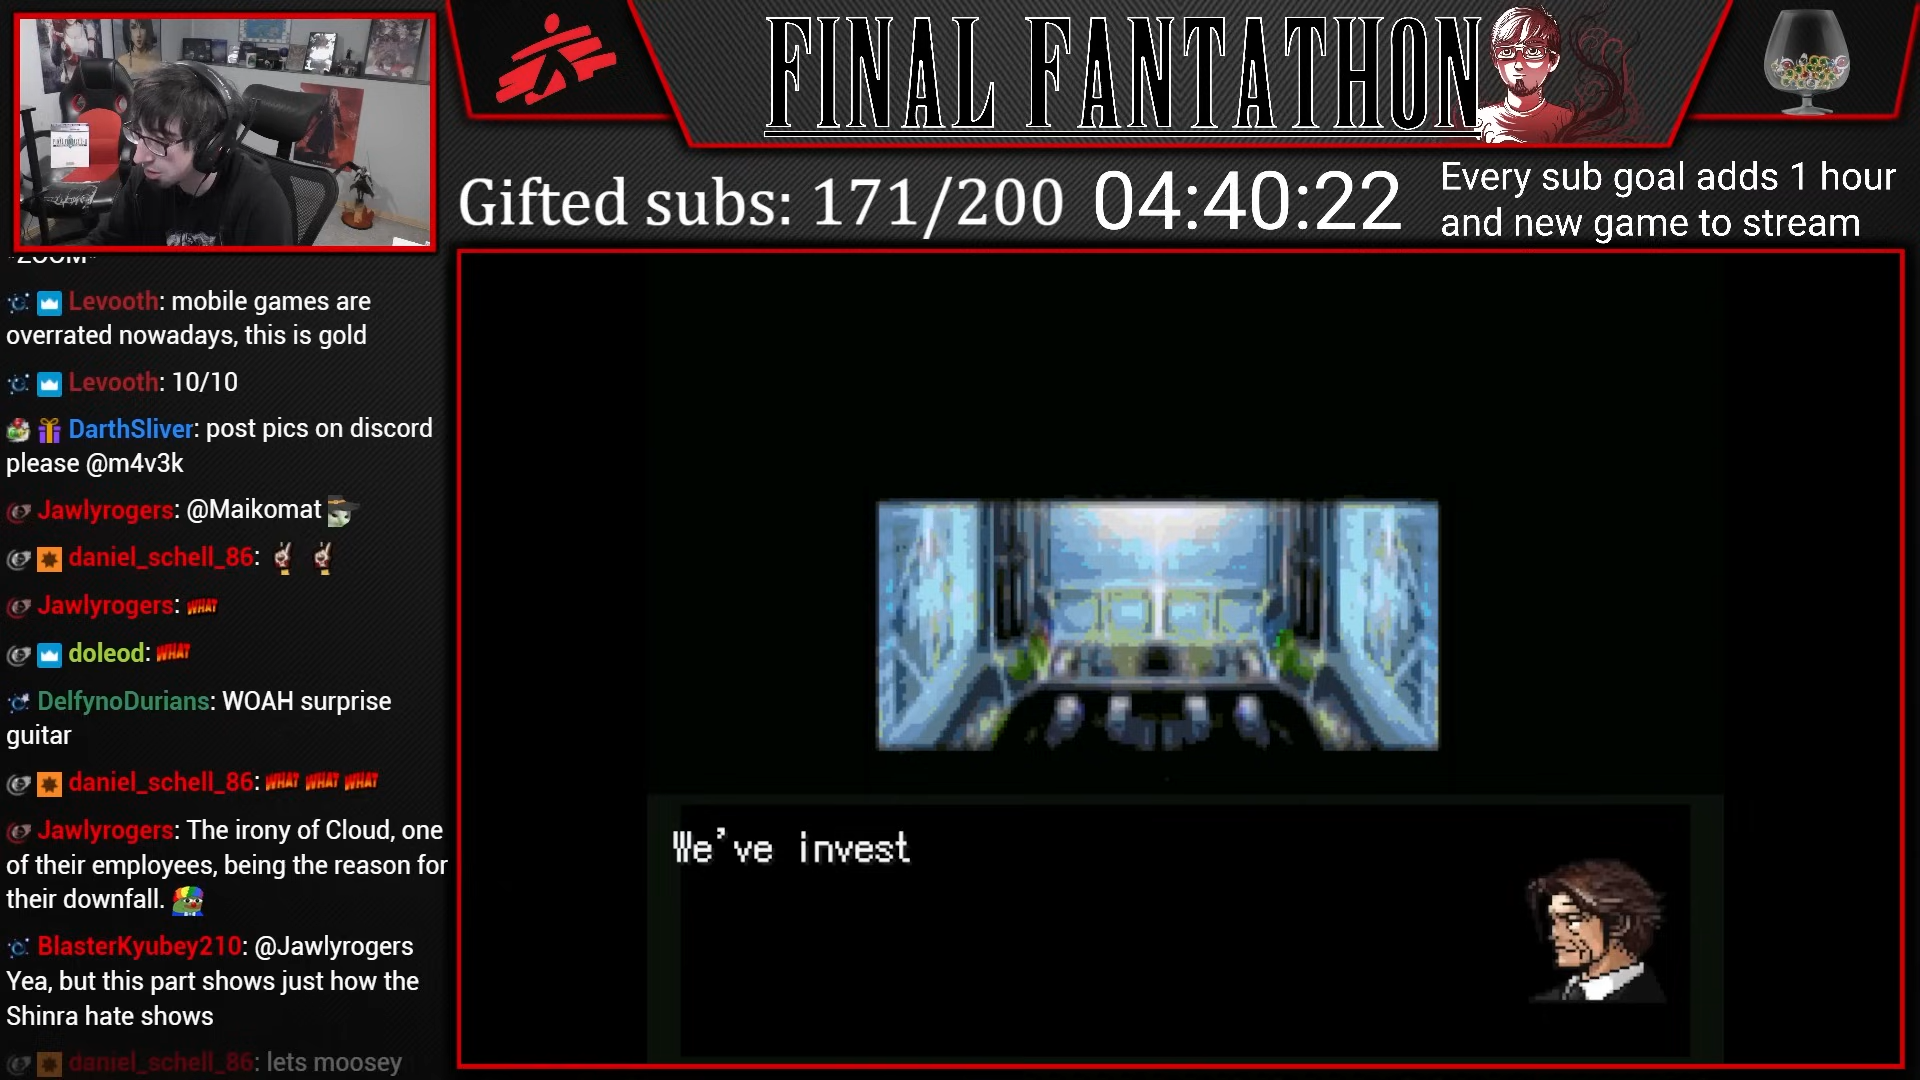 FINAL FANTATHON
Gifted subs: 171/200
04:40:22
Every sub goal adds 1 hour
and new game to stream
*ZOOM*
Levooth: mobile games are
overrated nowadays, this is gold
Levooth: 10/10
DarthSliver: post pics on discord
please @m4v3k
Jawlyrogers: @Maikomat
daniel_schell_86:
Jawlyrogers: WHAT
doleod: WHAT
DelfynoDurians: WOAH surprise
guitar
daniel_schell_86: WHAT WHAT WHAT
Jawlyrogers: The irony of Cloud, one
of their employees, being the reason for
their downfall.
BlasterKyubey210: @Jawlyrogers
Yea, but this part shows just how the
Shinra hate shows
daniel_schell_86: lets moosey
We've invest